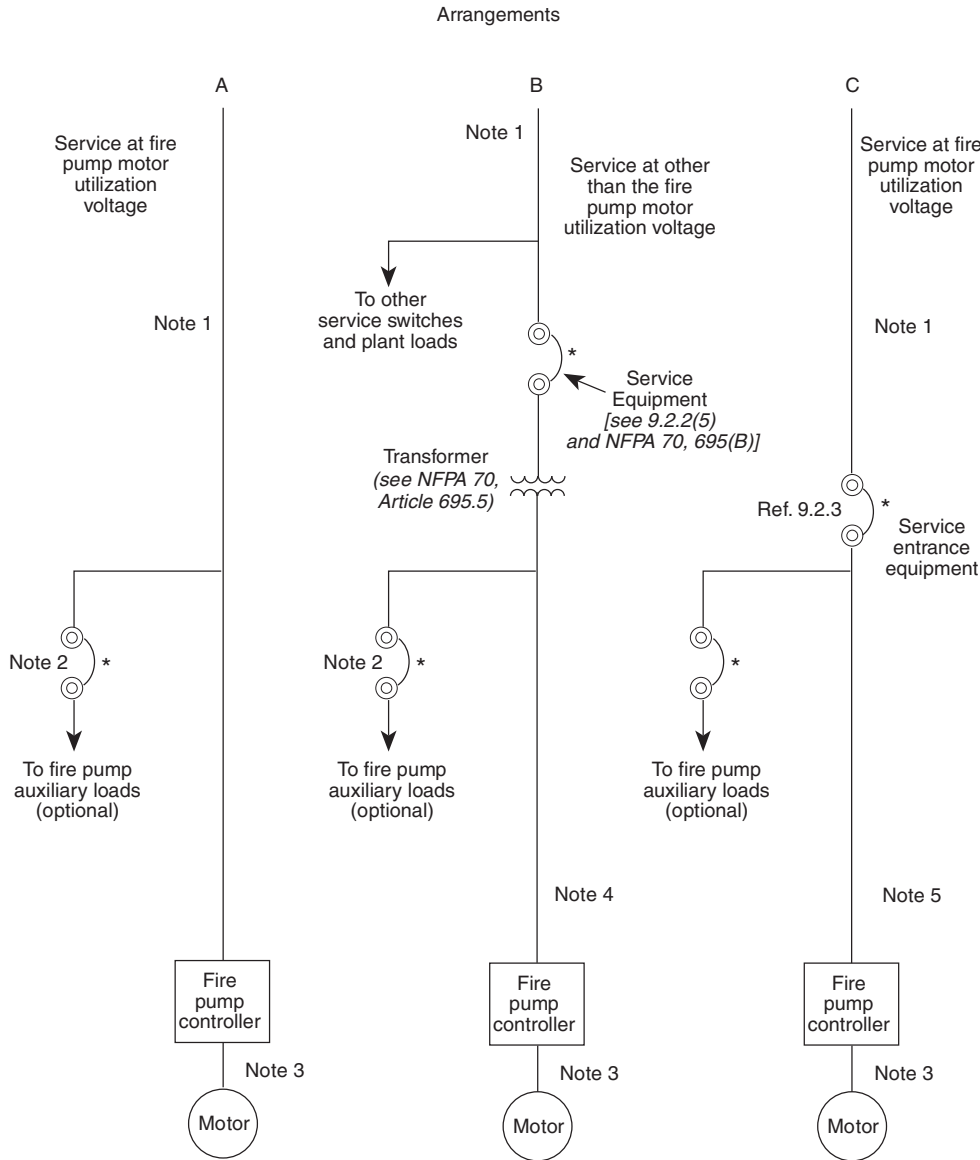 Arrangements
A
Service at fire
pump motor
utilization
voltage
Note 1
Note 2
*
To fire pump
auxiliary loads
(optional)
Fire
pump
controller
Note 3
Motor
B
Note 1
Service at other
than the fire
pump motor
utilization voltage
To other
service switches
and plant loads
*
Service
Equipment
[see 9.2.2(5)
and NFPA 70, 695(B)]
Transformer
(see NFPA 70,
Article 695.5)
Note 2
*
To fire pump
auxiliary loads
(optional)
Note 4
Fire
pump
controller
Note 3
Motor
C
Service at fire
pump motor
utilization
voltage
Note 1
Ref. 9.2.3
*
Service
entrance
equipment
*
To fire pump
auxiliary loads
(optional)
Note 5
Fire
pump
controller
Note 3
Motor